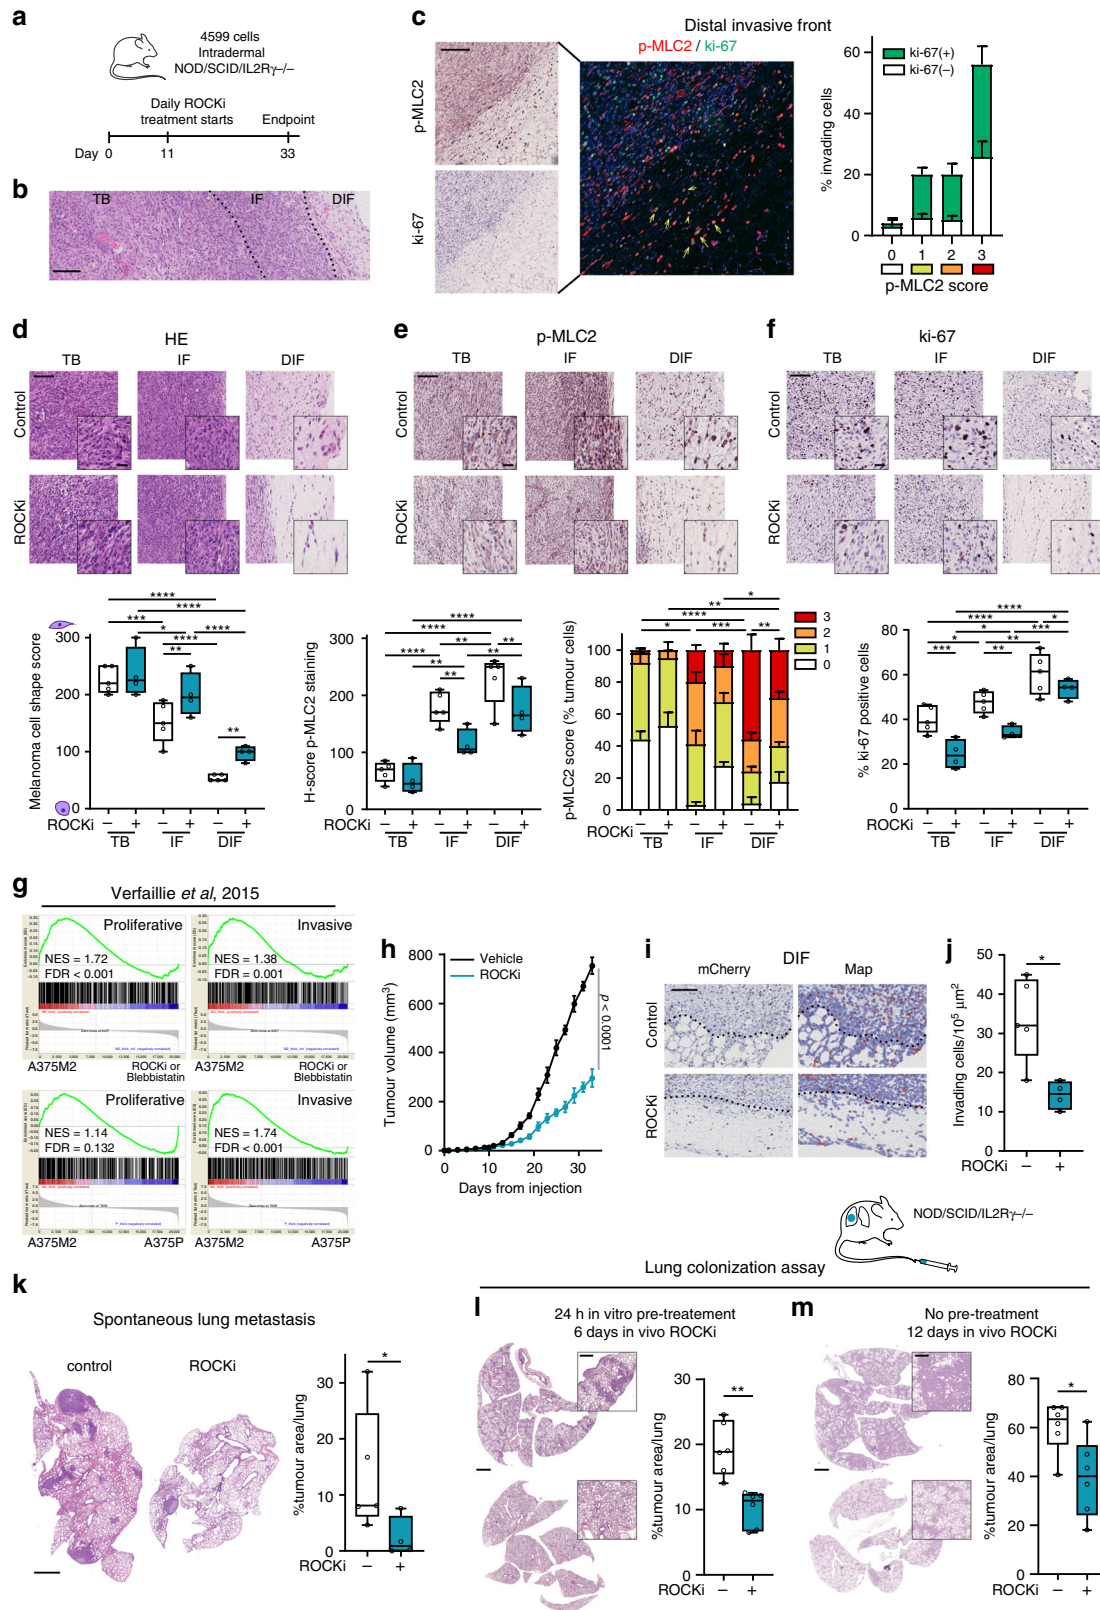 a
4599 cells
Intradermal
NOD/SCID/IL2Rγ–/–
Daily ROCKi
treatment starts
Endpoint
Day 0 11 33
b
TB IF DIF
c
Distal invasive front
p-MLC2 / ki-67
p-MLC2
ki-67
% invading cells
60
40
20
0
ki-67(+)
ki-67(–)
0 1 2 3
p-MLC2 score
d
HE
TB IF DIF
Control
ROCKi
e
p-MLC2
TB IF DIF
Control
ROCKi
f
ki-67
TB IF DIF
Control
ROCKi
Melanoma cell shape score
300
200
100
0
****
****
*** ****
* ****
**
**
ROCKi – + – + – +
TB IF DIF
H-score p-MLC2 staining
300
200
100
0
****
****
**** ** **
** **
**
ROCKi – + – + – +
TB IF DIF
p-MLC2 score (% tumour cells)
100
80
60
40
20
0
*
**
****
* *** **
3
2
1
0
ROCKi – + – + – +
TB IF DIF
% ki-67 positive cells
80
60
40
20
0
****
****
* *
* ** ***
*** **
ROCKi – + – + – +
TB IF DIF
g
Verfaillie et al, 2015
Proliferative
NES = 1.72
FDR < 0.001
A375M2 ROCKi or
Blebbistatin
Invasive
NES = 1.38
FDR = 0.001
A375M2 ROCKi or
Blebbistatin
Proliferative
NES = 1.14
FDR = 0.132
A375M2 A375P
Invasive
NES = 1.74
FDR < 0.001
A375M2 A375P
h
Tumour volume (mm³)
800
600
400
200
0
Vehicle
ROCKi
p < 0.0001
0 10 20 30
Days from injection
i
DIF
mCherry Map
Control
ROCKi
j
Invading cells/10⁵ μm²
50
40
30
20
10
0
*
ROCKi – +
NOD/SCID/IL2Rγ–/–
Lung colonization assay
k
Spontaneous lung metastasis
control ROCKi
%tumour area/lung
30
20
10
0
*
ROCKi – +
l
24 h in vitro pre-treatement
6 days in vivo ROCKi
%tumour area/lung
30
20
10
0
**
ROCKi – +
m
No pre-treatment
12 days in vivo ROCKi
%tumour area/lung
80
60
40
20
0
*
ROCKi – +